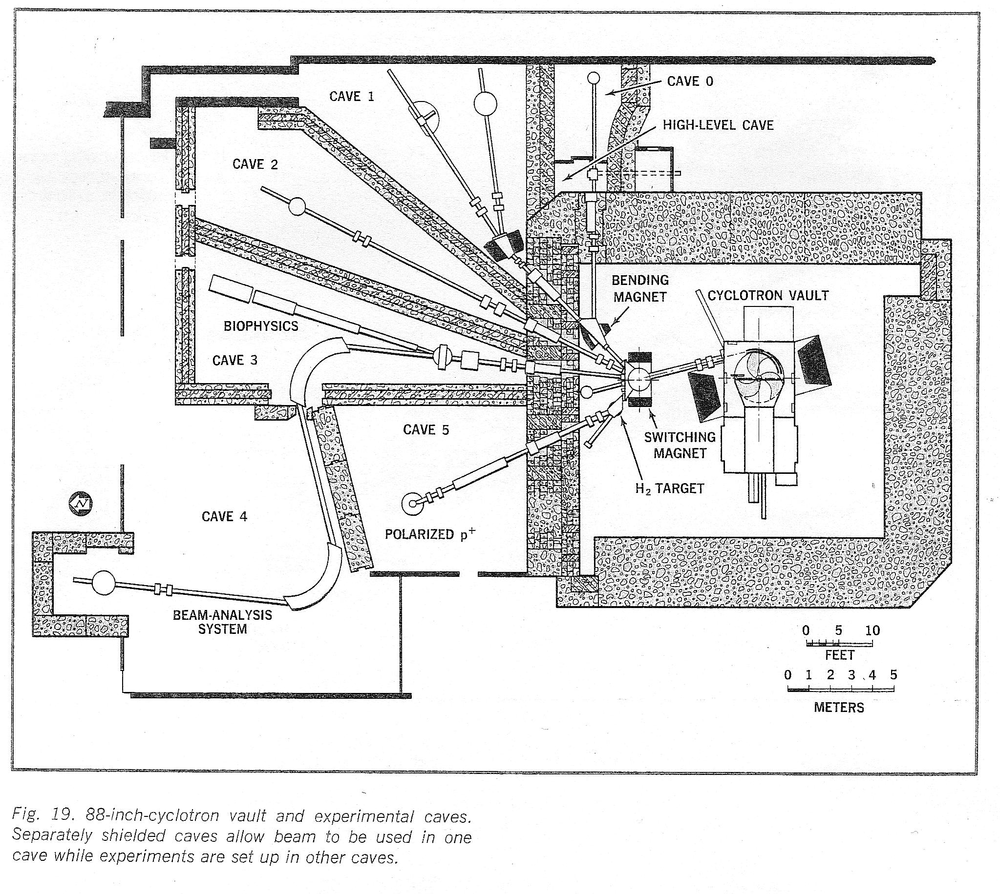 CAVE 0
CAVE 1
HIGH-LEVEL CAVE
CAVE 2
BENDING
MAGNET
CYCLOTRON VAULT
BIOPHYSICS
CAVE 3
CAVE 5
SWITCHING
MAGNET
H₂ TARGET
N
CAVE 4
POLARIZED p⁺
BEAM-ANALYSIS
SYSTEM
0 5 10
FEET
0 1 2 3 4 5
METERS
Fig. 19. 88-inch-cyclotron vault and experimental caves.
Separately shielded caves allow beam to be used in one
cave while experiments are set up in other caves.